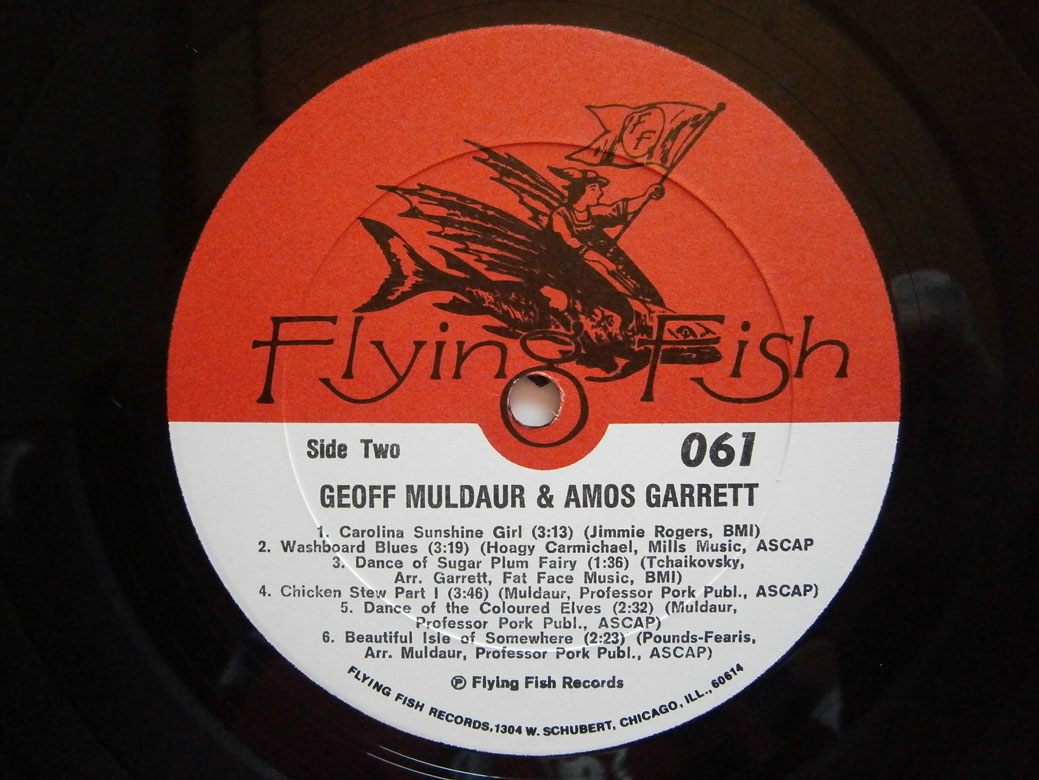 FF
Flying Fish
Side Two
061
GEOFF MULDAUR & AMOS GARRETT
1. Carolina Sunshine Girl (3:13) (Jimmie Rogers, BMI)
2. Washboard Blues (3:19) (Hoagy Carmichael, Mills Music, ASCAP
3. Dance of Sugar Plum Fairy (1:36) (Tchaikovsky,
Arr. Garrett, Fat Face Music, BMI)
4. Chicken Stew Part I (3:46) (Muldaur, Professor Pork Publ., ASCAP)
5. Dance of the Coloured Elves (2:32) (Muldaur,
Professor Pork Publ., ASCAP)
6. Beautiful Isle of Somewhere (2:23) (Pounds-Fearis,
Arr. Muldaur, Professor Pork Publ., ASCAP)
℗ Flying Fish Records
FLYING FISH RECORDS, 1304 W. SCHUBERT, CHICAGO, ILL., 60614